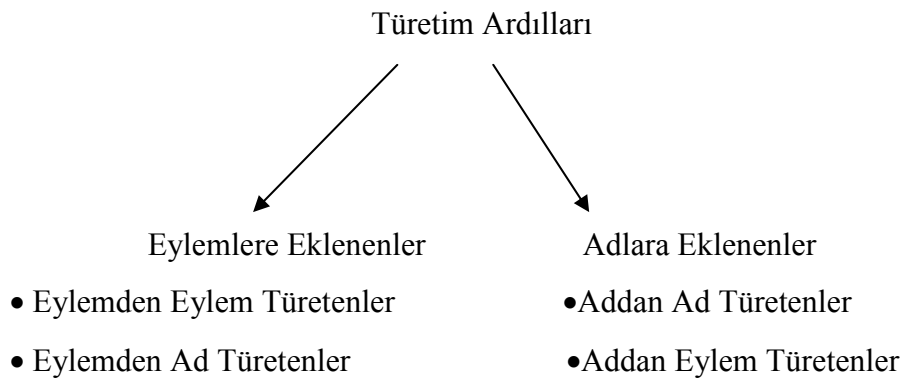 Türetim Ardılları
Eylemlere Eklenenler Adlara Eklenenler
• Eylemden Eylem Türetenler •Addan Ad Türetenler
• Eylemden Ad Türetenler •Addan Eylem Türetenler